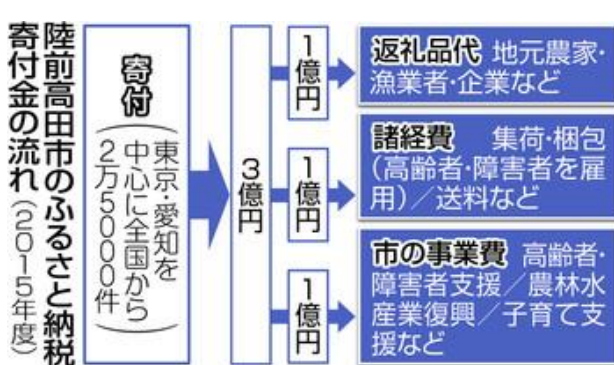 陸前高田市のふるさと納税
寄付金の流れ(2015年度)
寄付
(東京・愛知を
中心に全国から
2万5000件)
3億円
1億円
返礼品代 地元農家・
漁業者・企業など
1億円
諸経費 集荷・梱包
(高齢者・障害者を雇
用)/送料など
1億円
市の事業費 高齢者・
障害者支援/農林水
産業復興/子育て支
援など